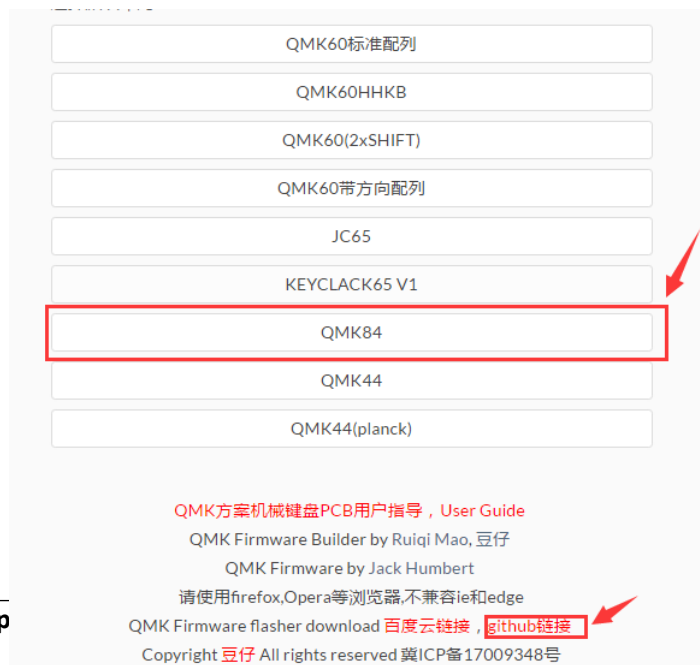 QMK60标准配列
QMK60HHKB
QMK60(2xSHIFT)
QMK60带方向配列
JC65
KEYCLACK65 V1
QMK84
QMK44
QMK44(planck)
QMK方案机械键盘PCB用户指导，User Guide
QMK Firmware Builder by Ruiqi Mao, 豆仔
QMK Firmware by Jack Humbert
请使用firefox,Opera等浏览器,不兼容ie和edge
p
QMK Firmware flasher download 百度云链接，github链接
Copyright 豆仔 All rights reserved 冀ICP备17009348号